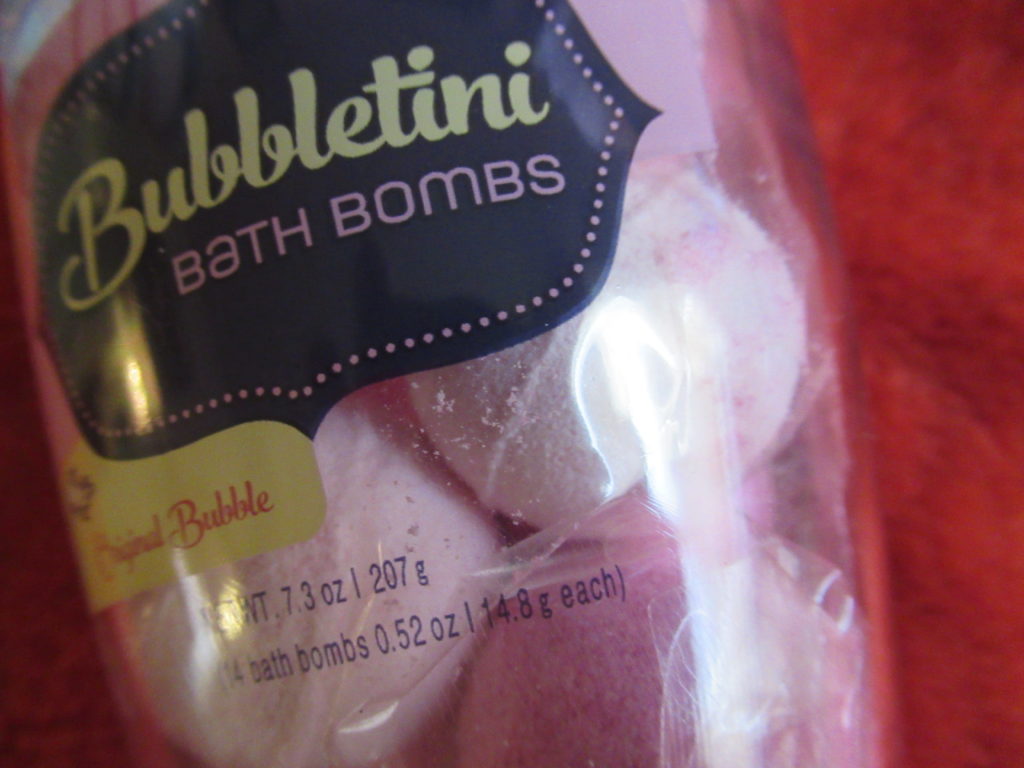 Bubbletini
BATH BOMBS
Original Bubble
NET WT. 7.3 oz | 207 g
14 bath bombs 0.52 oz | 14.8 g each)